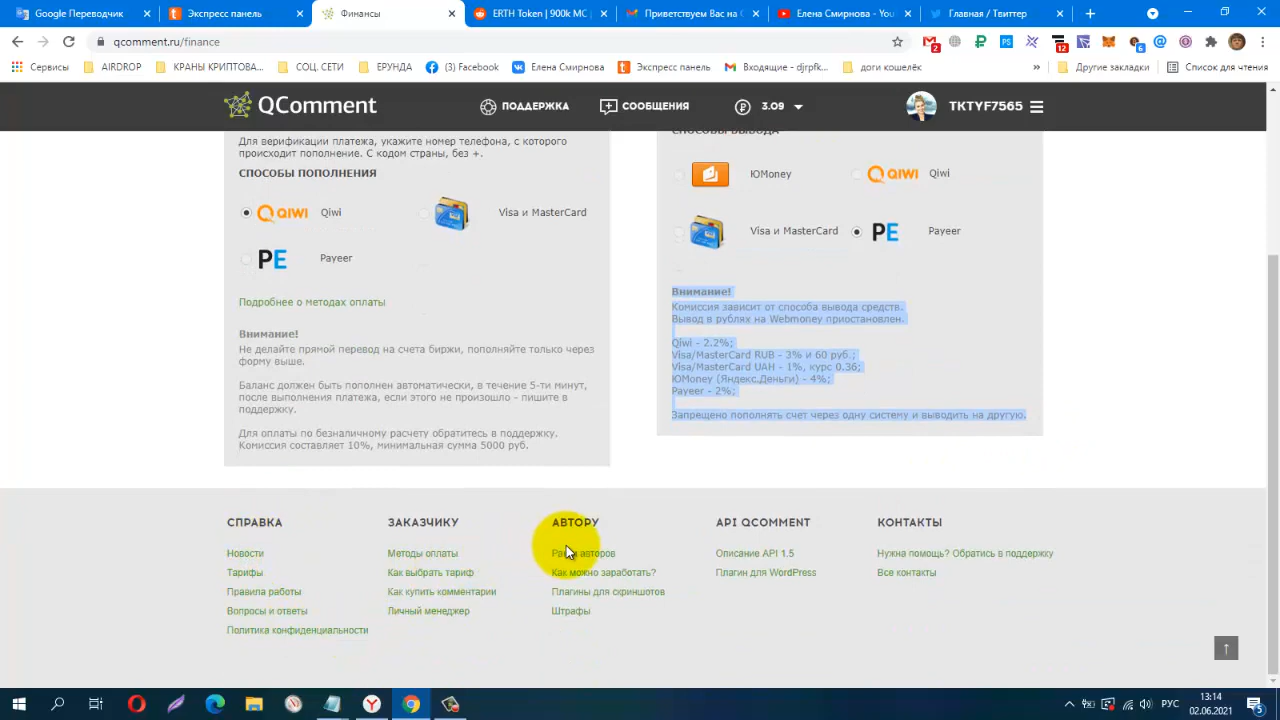 Google Переводчик
Экспресс панель
Финансы
ERTH Token | 900k MC |
Приветствуем Вас на
Елена Смирнова - You
Главная / Твиттер
qcomment.ru/finance
Сервисы
AIRDROP
КРАНЫ КРИПТОВА...
СОЦ. СЕТИ
ЕРУНДА
(3) Facebook
Елена Смирнова
Экспресс панель
Входящие - djrpfk...
доги кошелёк
»
Другие закладки
Список для чтения
QComment
ПОДДЕРЖКА
СООБЩЕНИЯ
3.09
TKTYF7565
Для верификации платежа, укажите номер телефона, с которого
происходит пополнение. С кодом страны, без +.
СПОСОБЫ ПОПОЛНЕНИЯ
QIWI Qiwi
Visa и MasterCard
PE Payeer
Подробнее о методах оплаты
Внимание!
Не делайте прямой перевод на счета биржи, пополняйте только через
форму выше.
Баланс должен быть пополнен автоматически, в течение 5-ти минут,
после выполнения платежа, если этого не произошло - пишите в
поддержку.
Для оплаты по безналичному расчету обратитесь в поддержку.
Комиссия составляет 10%, минимальная сумма 5000 руб.
СПОСОБЫ ВЫВОДА
ЮMoney
QIWI Qiwi
Visa и MasterCard
PE Payeer
Внимание!
Комиссия зависит от способа вывода средств.
Вывод в рублях на Webmoney приостановлен.
Qiwi - 2.2%;
Visa/MasterCard RUB - 3% и 60 руб.;
Visa/MasterCard UAH - 1%, курс 0.36;
ЮMoney (Яндекс.Деньги) - 4%;
Payeer - 2%;
Запрещено пополнять счет через одну систему и выводить на другую.
СПРАВКА
Новости
Тарифы
Правила работы
Вопросы и ответы
Политика конфиденциальности
ЗАКАЗЧИКУ
Методы оплаты
Как выбрать тариф
Как купить комментарии
Личный менеджер
АВТОРУ
авторов
Как можно заработать?
Плагины для скриншотов
Штрафы
API QCOMMENT
Описание API 1.5
Плагин для WordPress
КОНТАКТЫ
Нужна помощь? Обратись в поддержку
Все контакты
РУС
13:14
02.06.2021